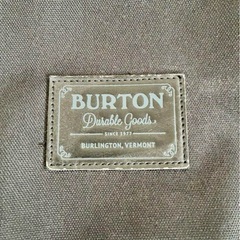 BURTON
Durable Goods
SINCE 1977
BURLINGTON, VERMONT